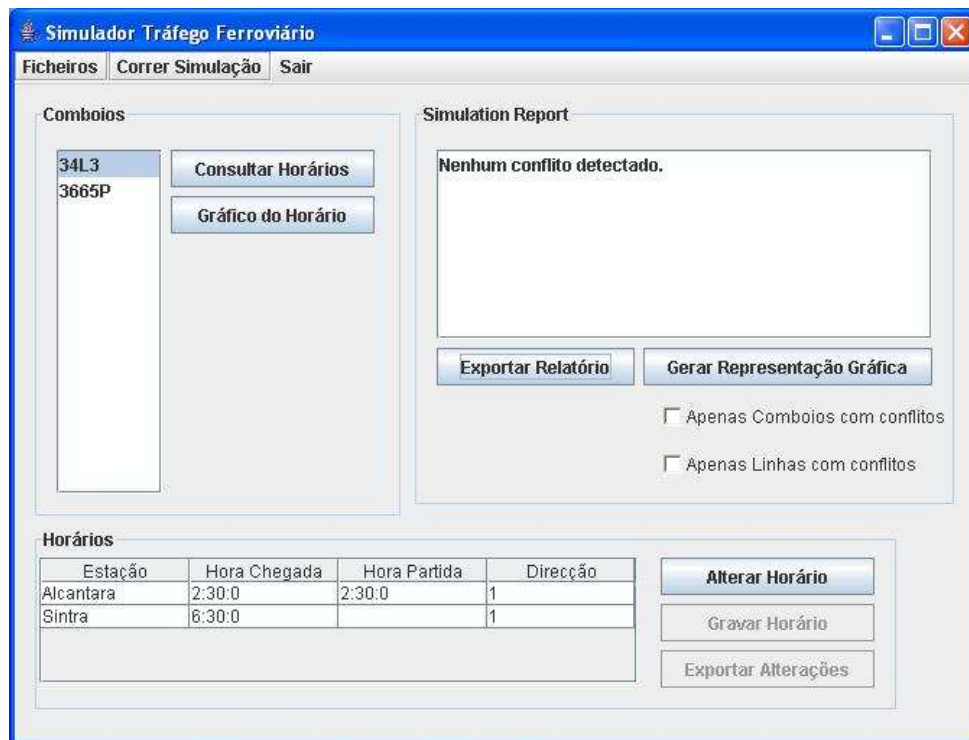 Simulador Tráfego Ferroviário
Ficheiros Correr Simulação Sair
Comboios
34L3
3665P
Consultar Horários
Gráfico do Horário
Simulation Report
Nenhum conflito detectado.
Exportar Relatório
Gerar Representação Gráfica
Apenas Comboios com conflitos
Apenas Linhas com conflitos
Horários
Estação Hora Chegada Hora Partida Direcção
Alcantara 2:30:0 2:30:0 1
Sintra 6:30:0 1
Alterar Horário
Gravar Horário
Exportar Alterações